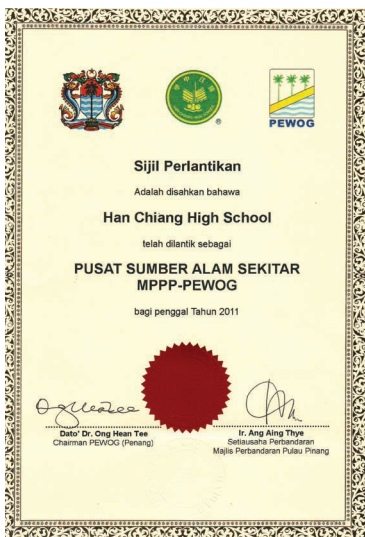 PEWOG
Sijil Perlantikan
Adalah disahkan bahawa
Han Chiang High School
telah dilantik sebagai
PUSAT SUMBER ALAM SEKITAR
MPPP-PEWOG
bagi penggal Tahun 2011
Dato' Dr. Ong Hean Tee
Chairman PEWOG (Penang)
Ir. Ang Aing Thye
Setiausaha Perbandaran
Majlis Perbandaran Pulau Pinang